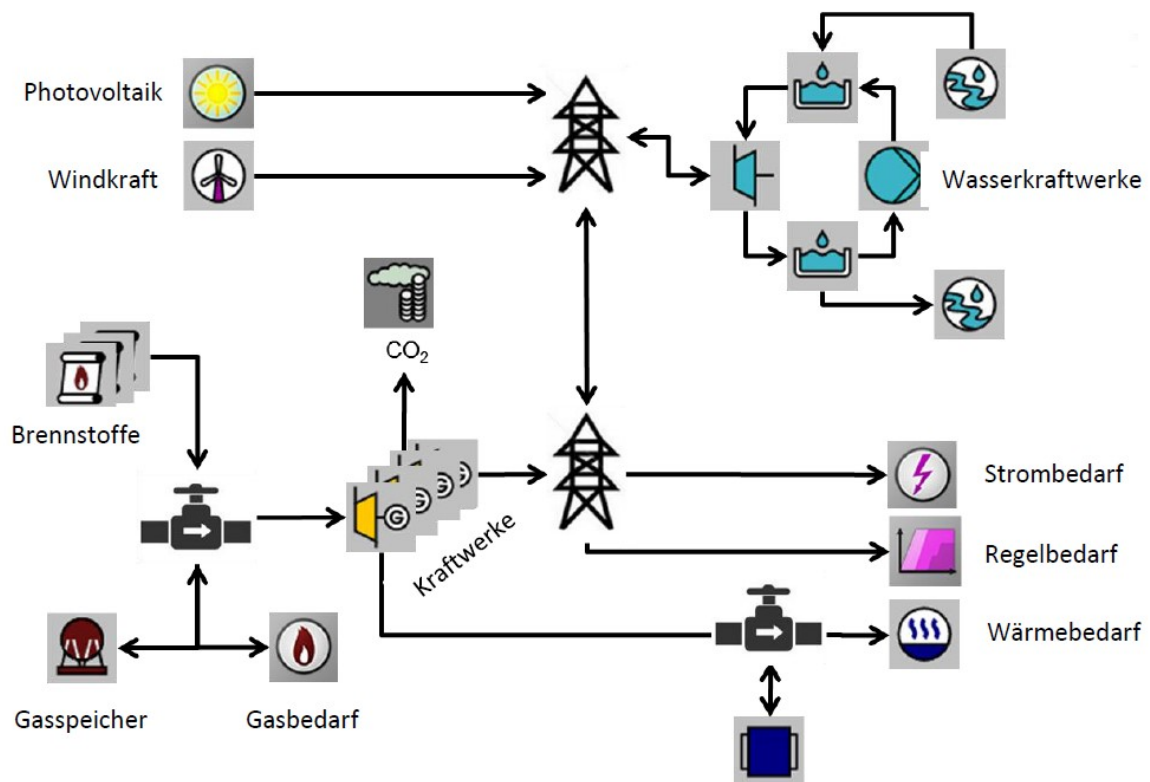 Photovoltaik
Windkraft
Wasserkraftwerke
CO₂
Brennstoffe
G
G
G
G
Kraftwerke
Strombedarf
Regelbedarf
Wärmebedarf
Gasspeicher
Gasbedarf